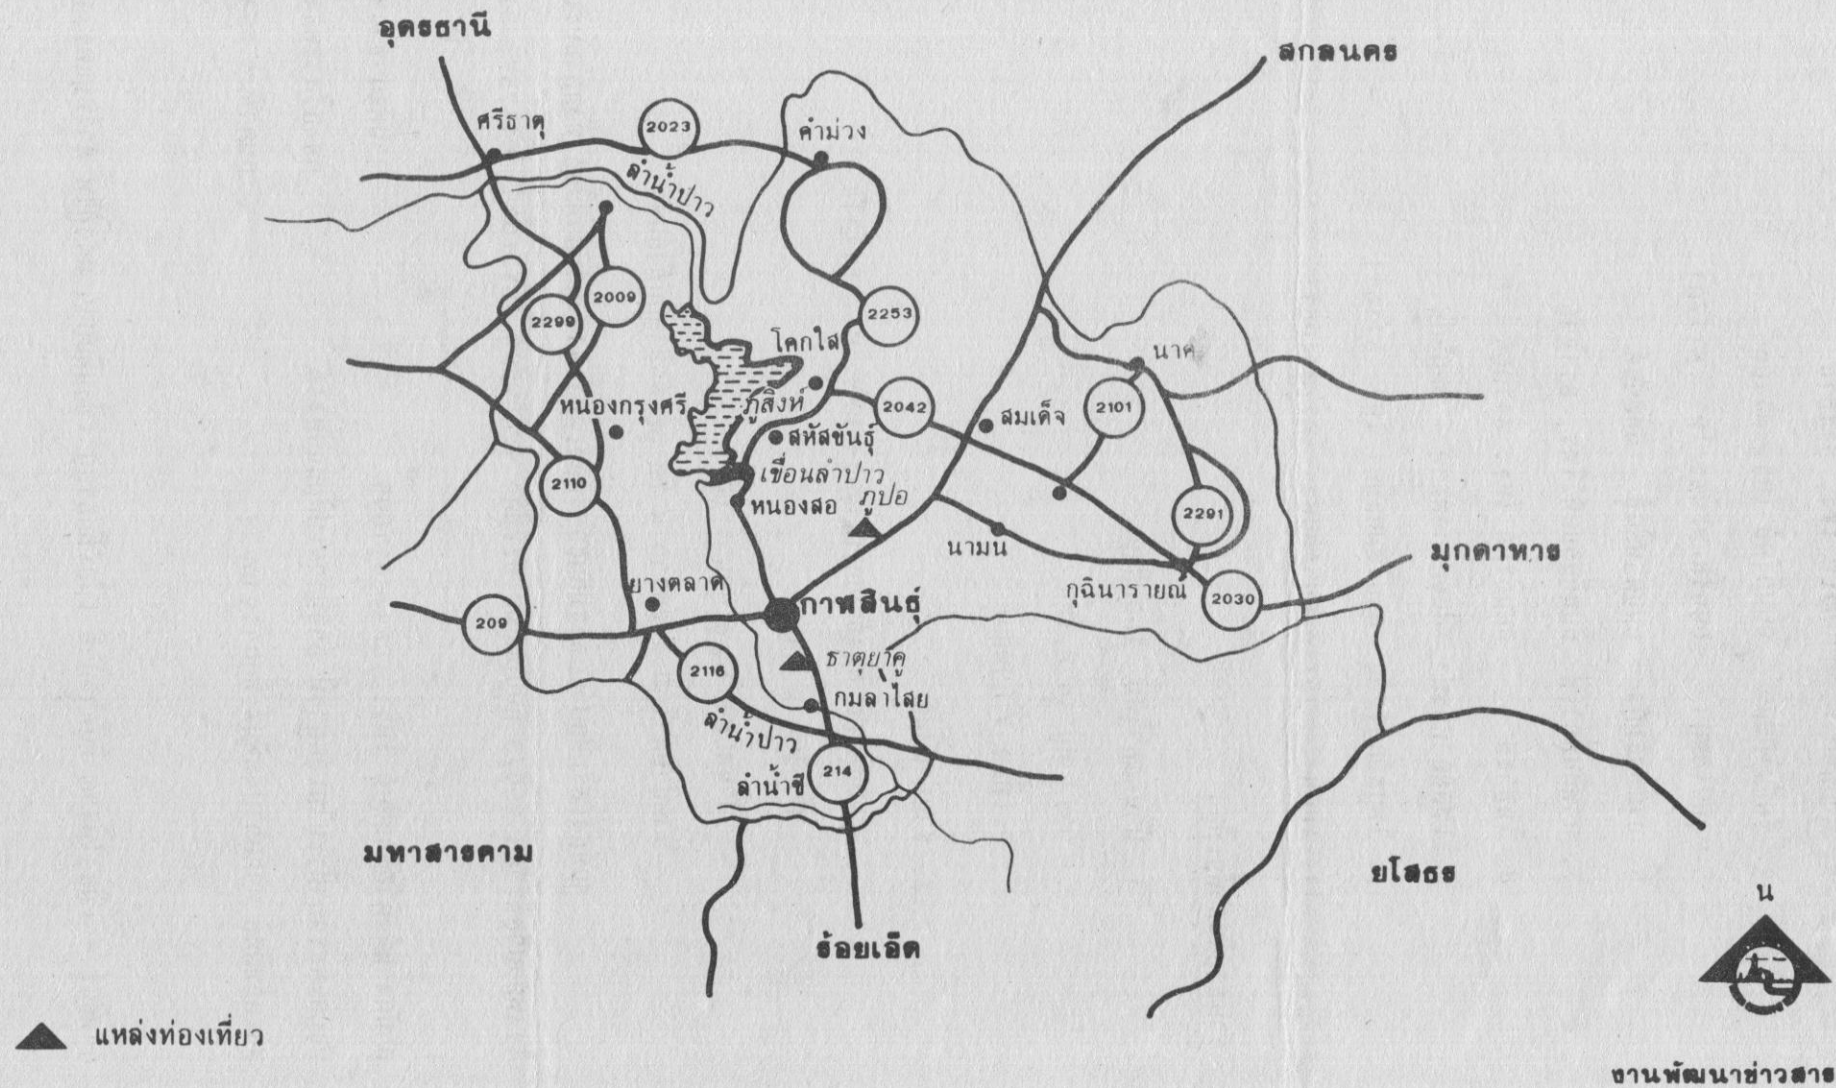 อุดรธานี
สกลนคร
ศรีธาตุ
2023
คำม่วง
ลำน้ำปาว
2299
2009
2253
โคกใส
นาคู
หนองกรุงศรี
ภูสิงห์
2042
สมเด็จ
2101
สหัสขันธุ์
เขื่อนลำปาว
2110
หนองสอ
ภูปอ
2291
นามน
มุกดาหาร
ยางตลาด
กาฬสินธุ์
กุฉินารายณ์
2030
209
ธาตุยาคู
2116
กมลาไสย
ลำน้ำปาว
ลำน้ำชี
214
มหาสารคาม
ยโสธร
น
ร้อยเอ็ด
แหล่งท่องเที่ยว
งานพัฒนาข่าวสาร